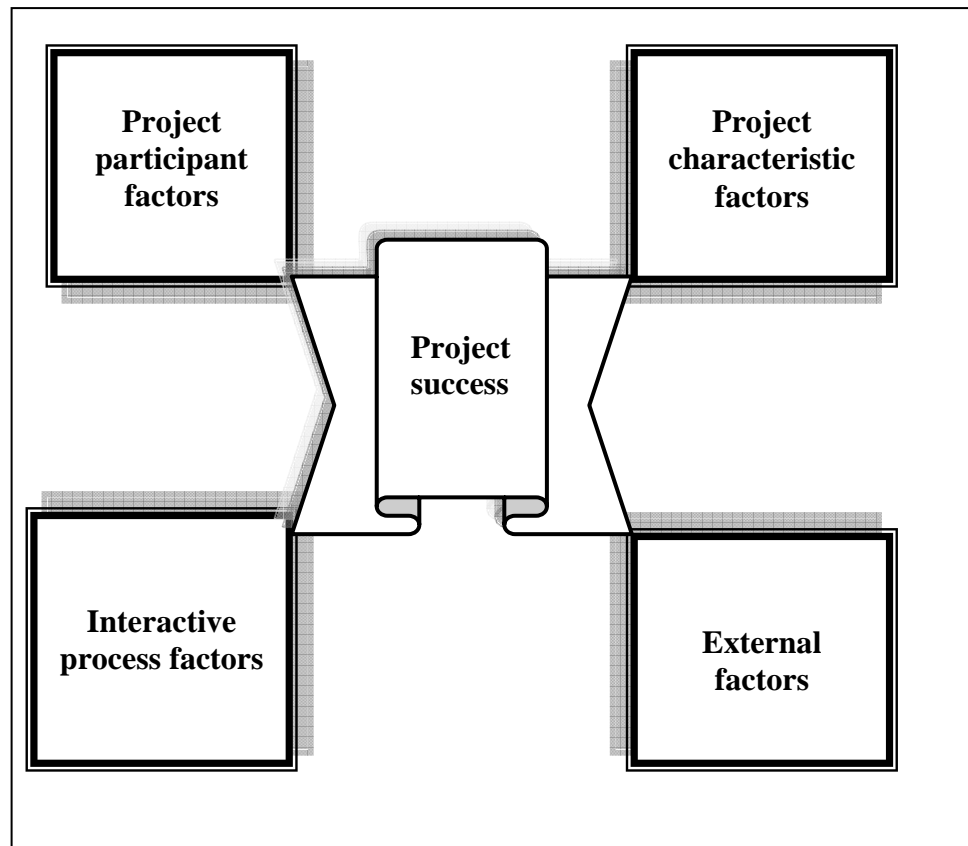 Project
participant
factors
Project
characteristic
factors
Project
success
Interactive
process factors
External
factors